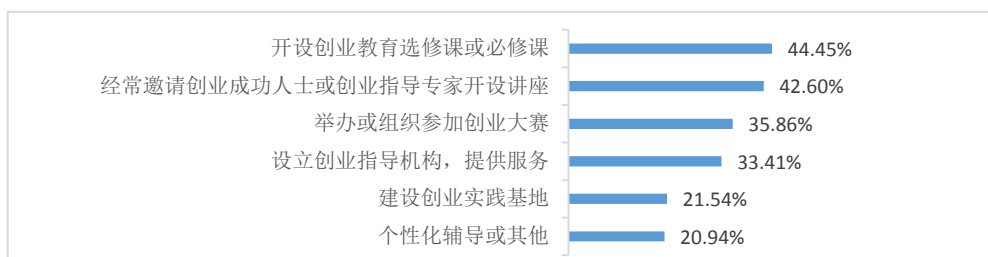 开设创业教育选修课或必修课 44.45%
经常邀请创业成功人士或创业指导专家开设讲座 42.60%
举办或组织参加创业大赛 35.86%
设立创业指导机构，提供服务 33.41%
建设创业实践基地 21.54%
个性化辅导或其他 20.94%